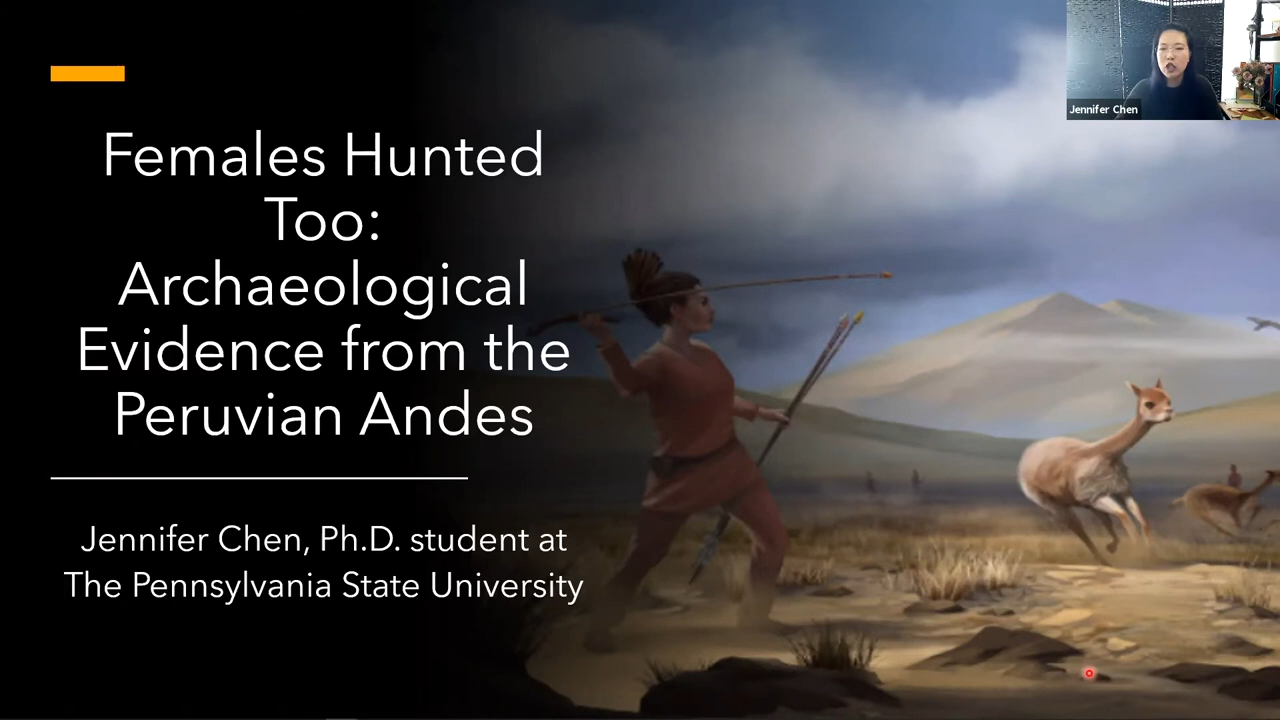 Jennifer Chen
Females Hunted
Too:
Archaeological
Evidence from the
Peruvian Andes
Jennifer Chen, Ph.D. student at
The Pennsylvania State University